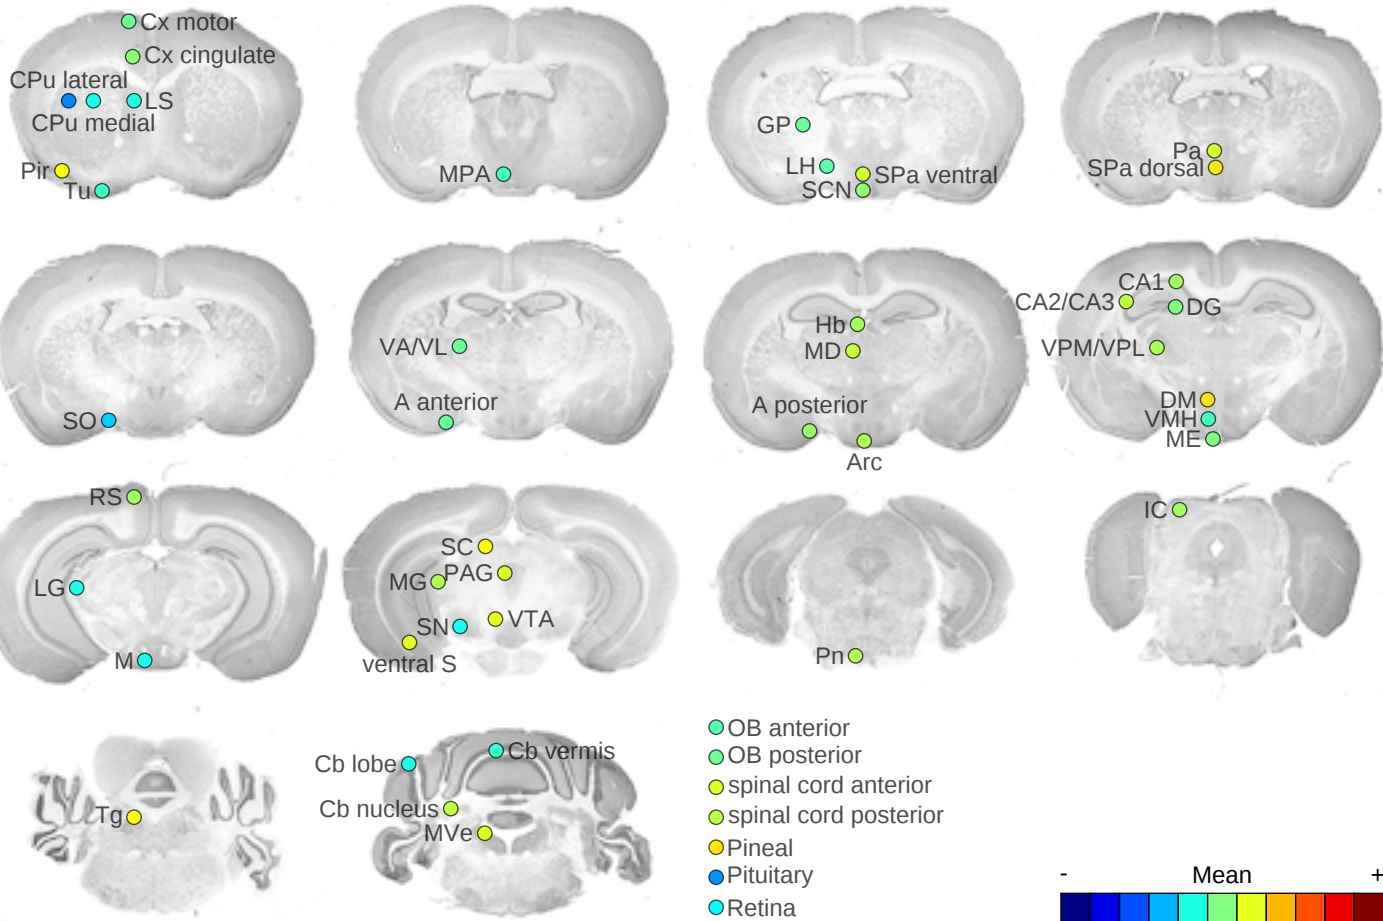 Cx motor
Cx cingulate
CPu lateral
LS
CPu medial
Pir
Tu
MPA
GP
LH
SPa ventral
SCN
Pa
SPa dorsal
SO
VA/VL
A anterior
Hb
MD
A posterior
Arc
CA1
CA2/CA3
DG
VPM/VPL
DM
VMH
ME
RS
LG
M
SC
MG
PAG
SN
VTA
ventral S
Pn
IC
Tg
Cb lobe
Cb vermis
Cb nucleus
MVe
OB anterior
OB posterior
spinal cord anterior
spinal cord posterior
Pineal
Pituitary
Retina
- Mean +